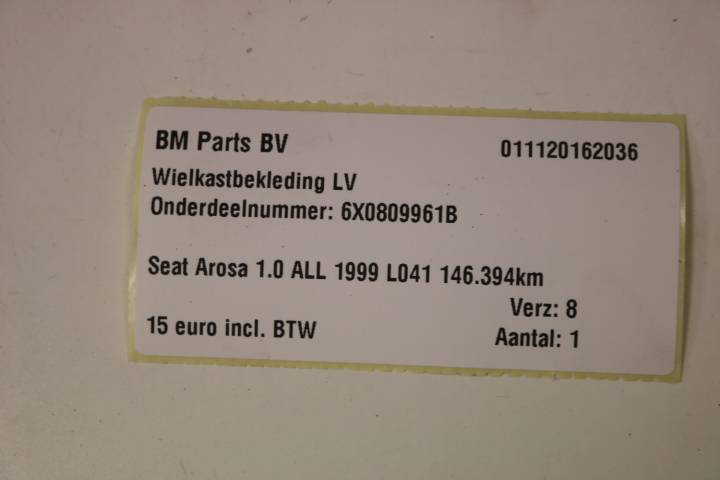 BM Parts BV 011120162036
Wielkastbekleding LV
Onderdeelnummer: 6X0809961B
Seat Arosa 1.0 ALL 1999 L041 146.394km
Verz: 8
15 euro incl. BTW Aantal: 1